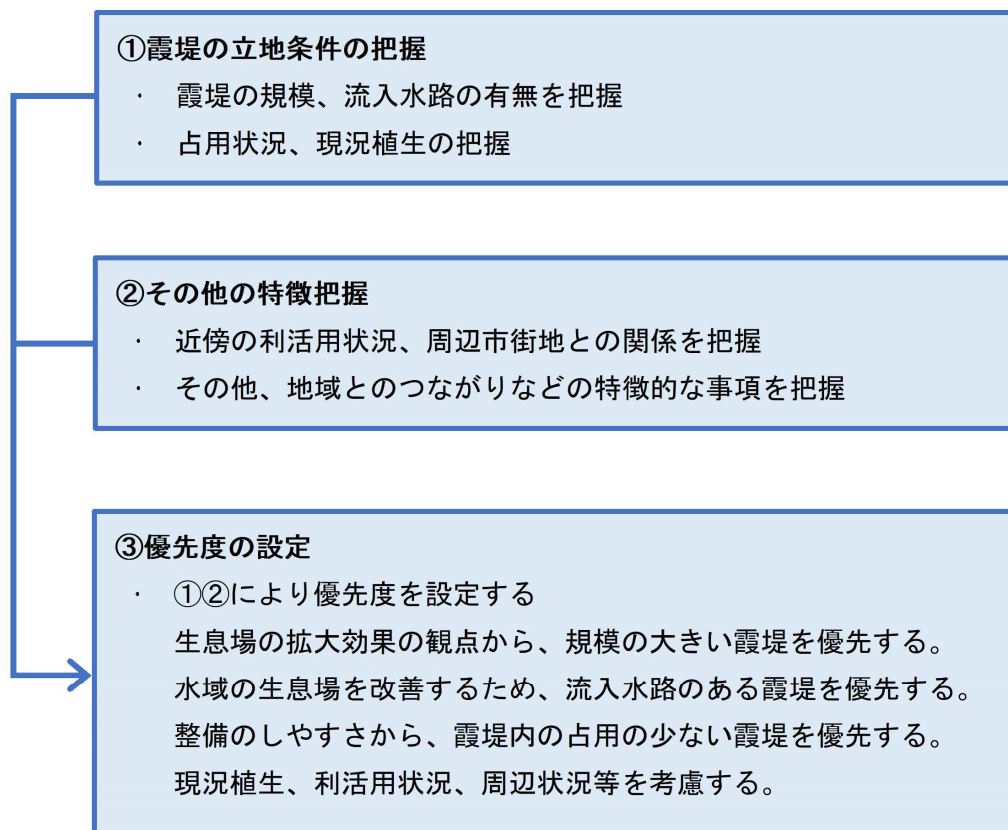 ①霞堤の立地条件の把握
· 霞堤の規模、流入水路の有無を把握
· 占用状況、現況植生の把握
②その他の特徴把握
· 近傍の利活用状況、周辺市街地との関係を把握
· その他、地域とのつながりなどの特徴的な事項を把握
③優先度の設定
· ①②により優先度を設定する
生息場の拡大効果の観点から、規模の大きい霞堤を優先する。
水域の生息場を改善するため、流入水路のある霞堤を優先する。
整備のしやすさから、霞堤内の占用の少ない霞堤を優先する。
現況植生、利活用状況、周辺状況等を考慮する。